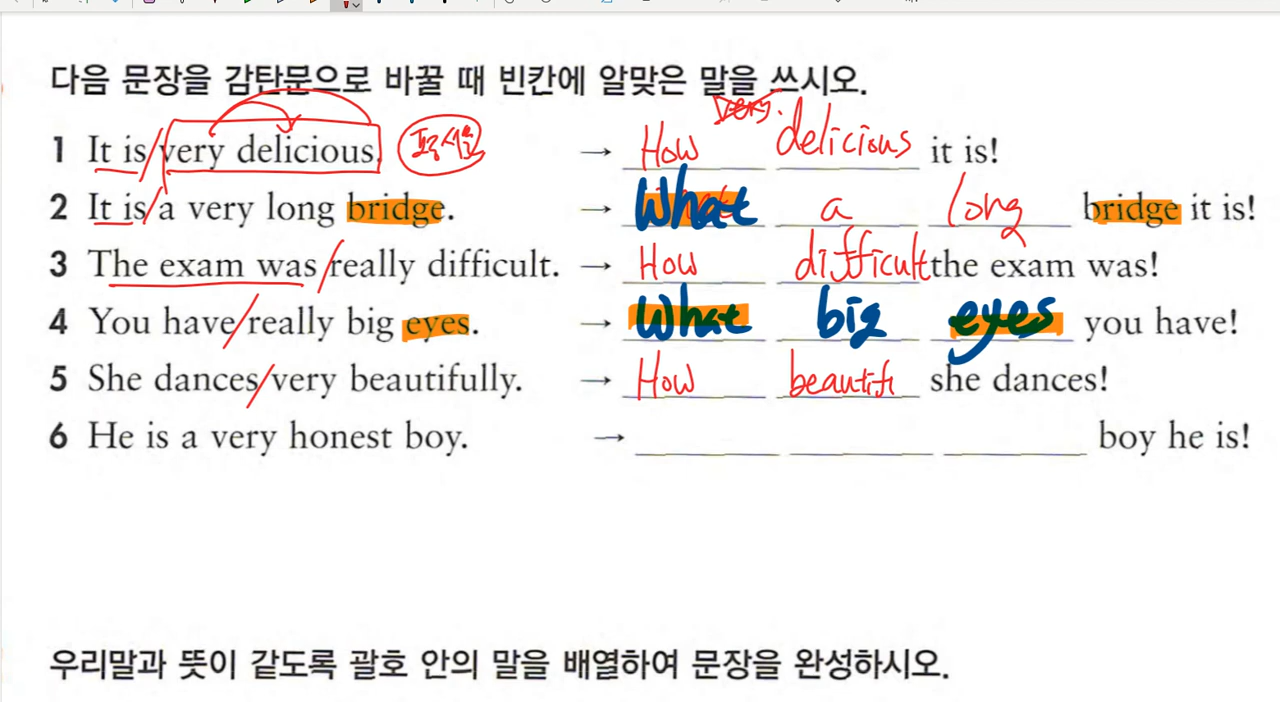 다음 문장을 감탄문으로 바꿀 때 빈칸에 알맞은 말을 쓰시오.
1 It is / very delicious. → How very. delicious it is!
2 It is / a very long bridge. → What a long bridge it is!
3 The exam was / really difficult. → How difficult the exam was!
4 You have / really big eyes. → What big eyes you have!
5 She dances / very beautifully. → How beautif she dances!
6 He is a very honest boy. → boy he is!
우리말과 뜻이 같도록 괄호 안의 말을 배열하여 문장을 완성하시오.